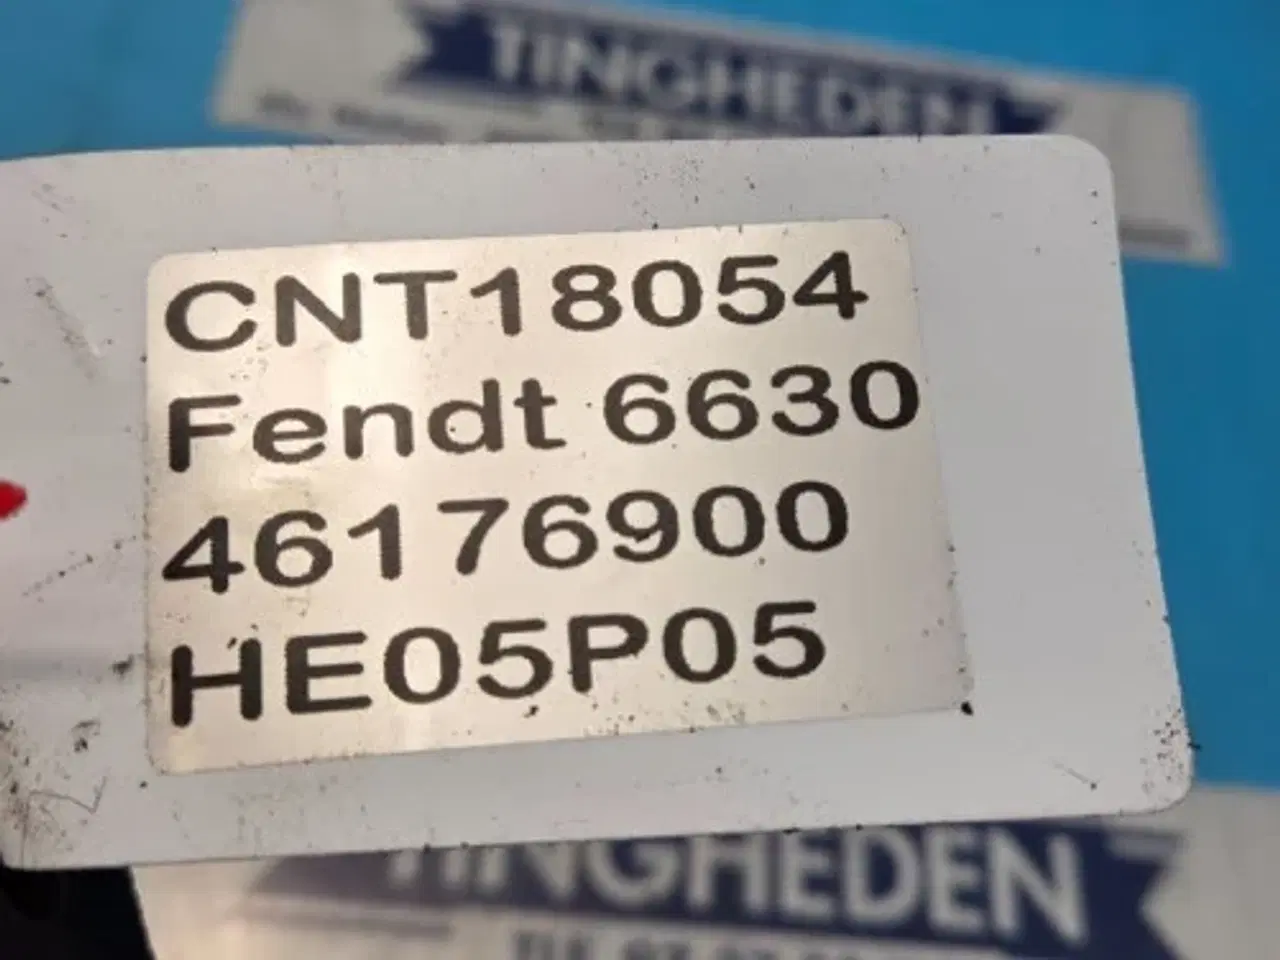 TINGHEDEN
CNT18054
Fendt 6630
46176900
HE05P05
TINGHEDEN